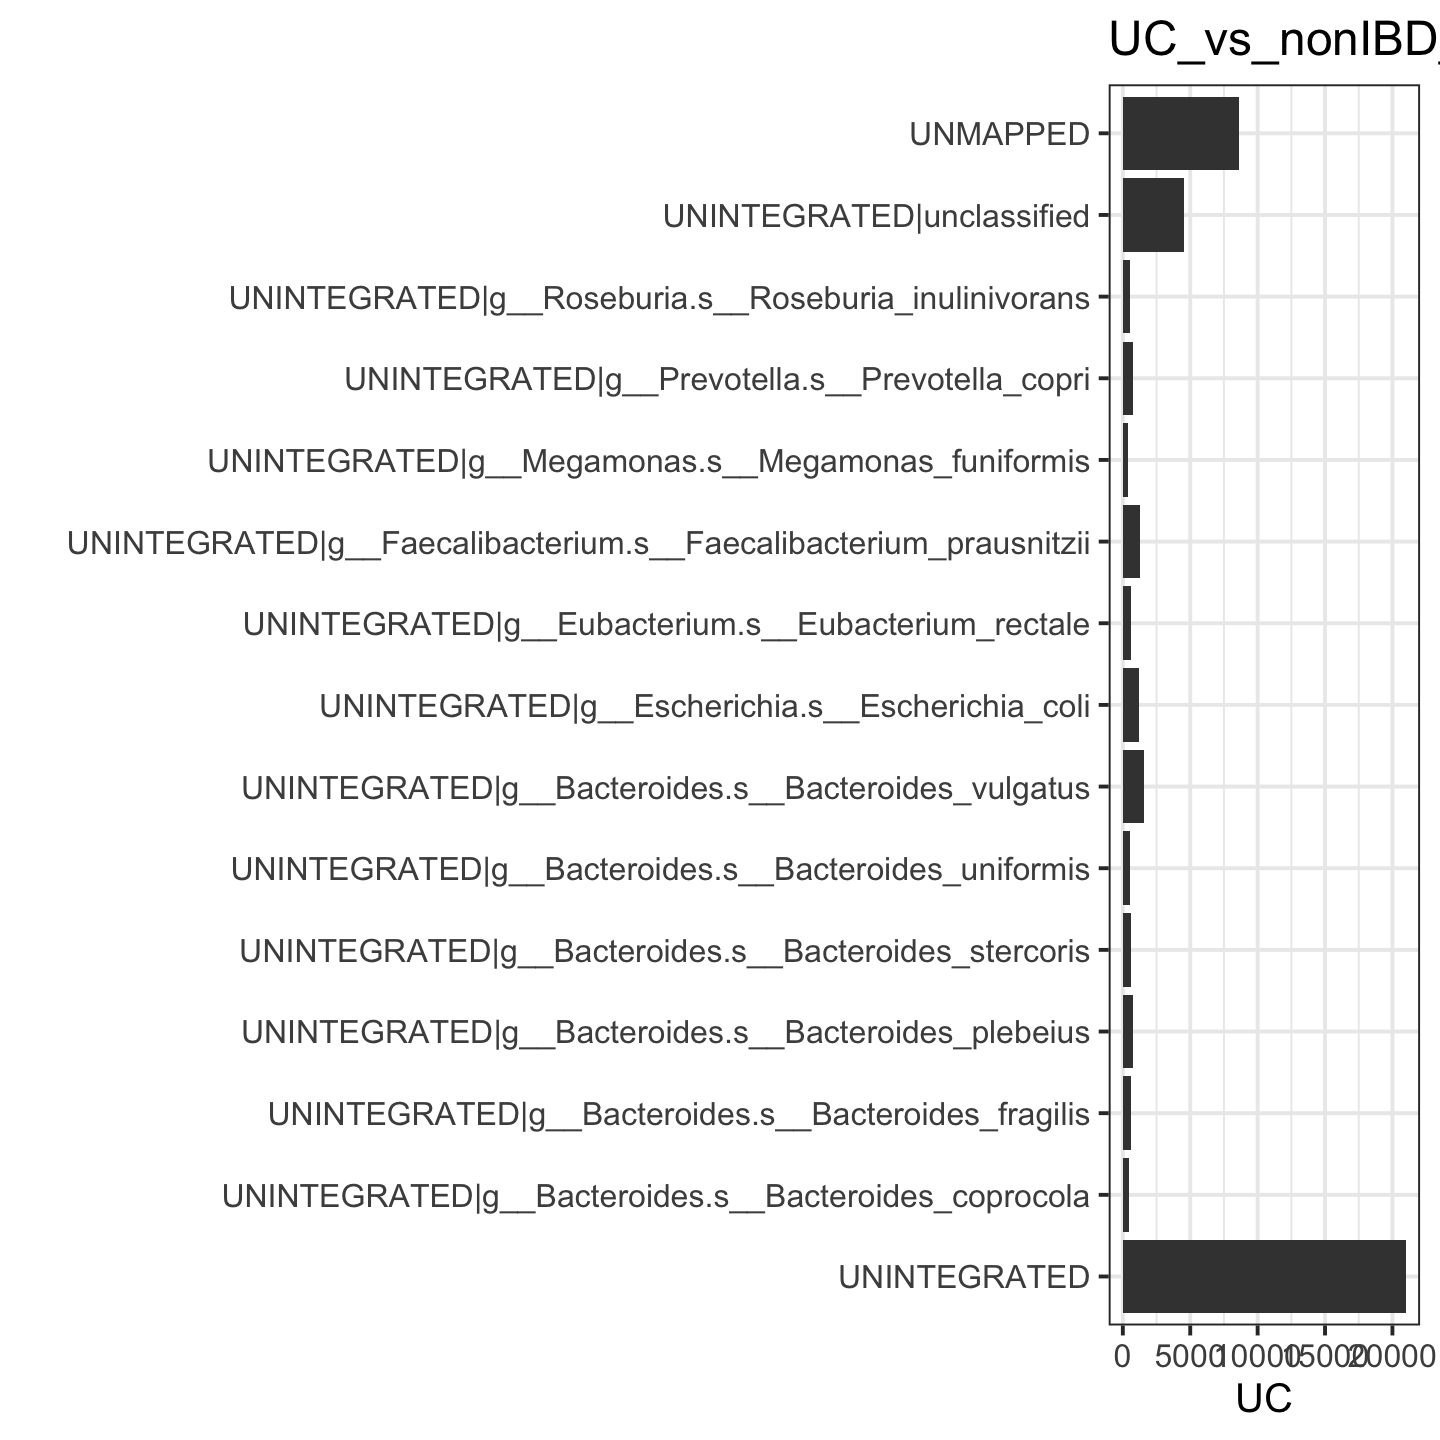 UC_vs_nonIBD_
UNMAPPED
UNINTEGRATED|unclassified
UNINTEGRATED|g__Roseburia.s__Roseburia_inulinivorans
UNINTEGRATED|g__Prevotella.s__Prevotella_copri
UNINTEGRATED|g__Megamonas.s__Megamonas_funiformis
UNINTEGRATED|g__Faecalibacterium.s__Faecalibacterium_prausnitzii
UNINTEGRATED|g__Eubacterium.s__Eubacterium_rectale
UNINTEGRATED|g__Escherichia.s__Escherichia_coli
UNINTEGRATED|g__Bacteroides.s__Bacteroides_vulgatus
UNINTEGRATED|g__Bacteroides.s__Bacteroides_uniformis
UNINTEGRATED|g__Bacteroides.s__Bacteroides_stercoris
UNINTEGRATED|g__Bacteroides.s__Bacteroides_plebeius
UNINTEGRATED|g__Bacteroides.s__Bacteroides_fragilis
UNINTEGRATED|g__Bacteroides.s__Bacteroides_coprocola
UNINTEGRATED
0 5000 10000 15000 20000
UC